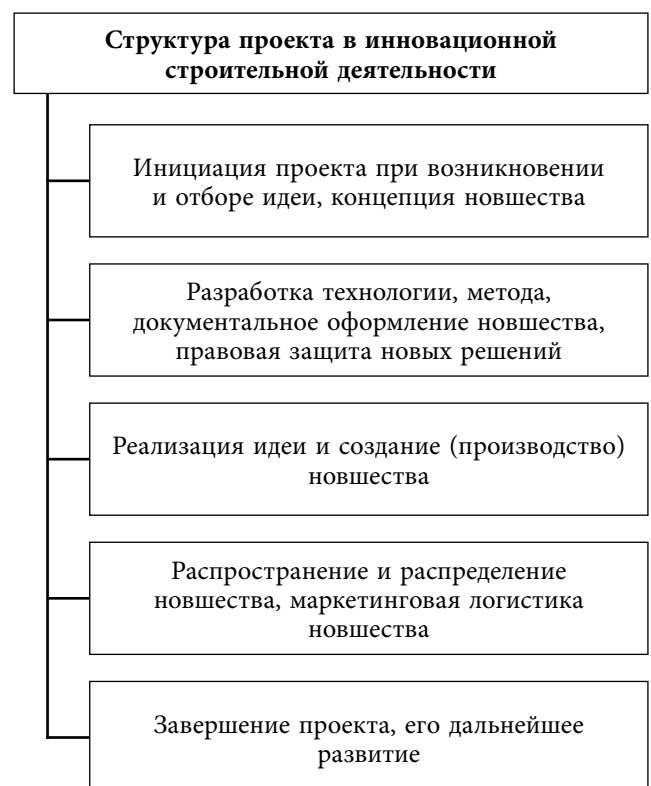 Структура проекта в инновационной
строительной деятельности
Инициация проекта при возникновении
и отборе идеи, концепция новшества
Разработка технологии, метода,
документальное оформление новшества,
правовая защита новых решений
Реализация идеи и создание (производство)
новшества
Распространение и распределение
новшества, маркетинговая логистика
новшества
Завершение проекта, его дальнейшее
развитие